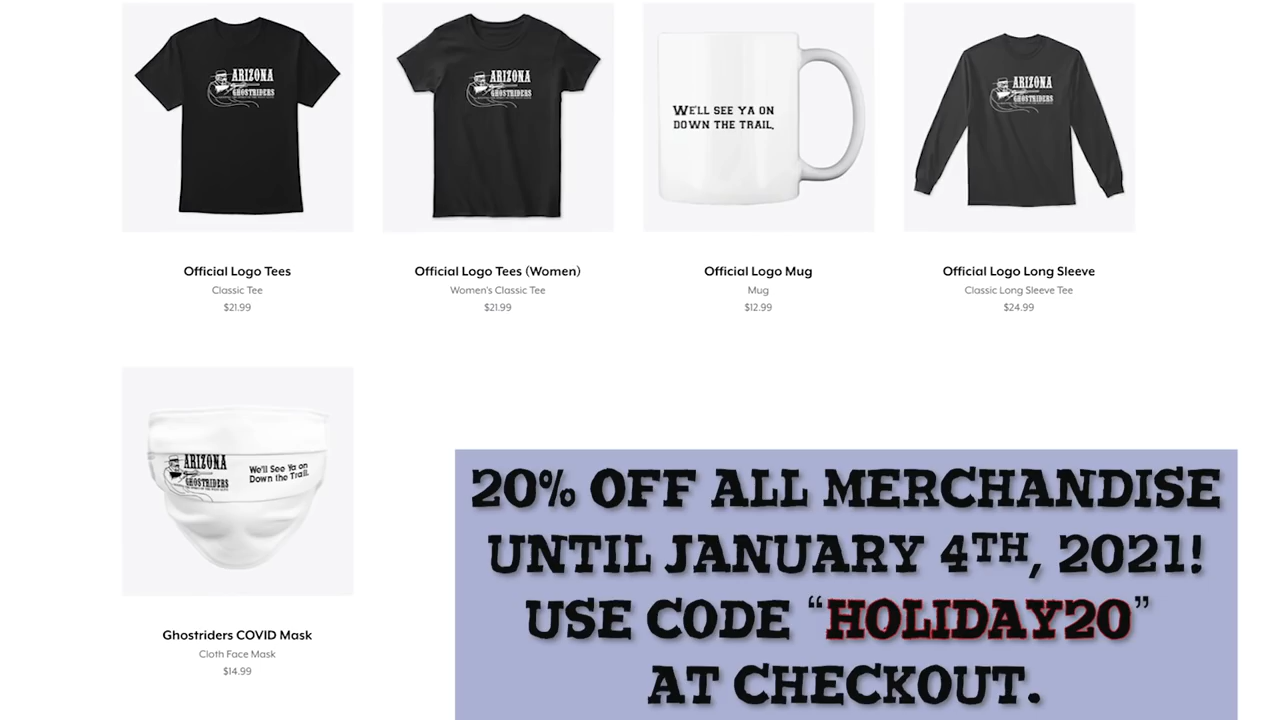 ARIZONA
GHOSTRIDERS
ARIZONA
GHOSTRIDERS
WE'LL SEE YA ON
DOWN THE TRAIL.
ARIZONA
GHOSTRIDERS
Official Logo Tees
Classic Tee
$21.99
Official Logo Tees (Women)
Women's Classic Tee
$21.99
Official Logo Mug
Mug
$12.99
Official Logo Long Sleeve
Classic Long Sleeve Tee
$24.99
ARIZONA
GHOSTRIDERS
We'll See Ya on
Down the Trail.
Ghostriders COVID Mask
Cloth Face Mask
$14.99
20% OFF ALL MERCHANDISE
UNTIL JANUARY 4TH, 2021!
USE CODE “HOLIDAY20”
AT CHECKOUT.